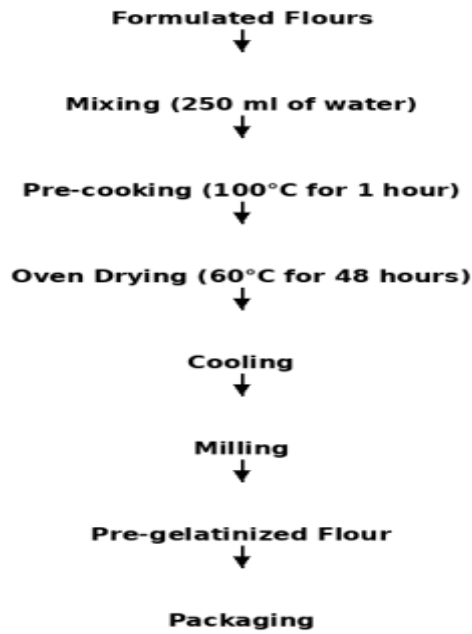 Formulated Flours
Mixing (250 ml of water)
Pre-cooking (100°C for 1 hour)
Oven Drying (60°C for 48 hours)
Cooling
Milling
Pre-gelatinized Flour
Packaging